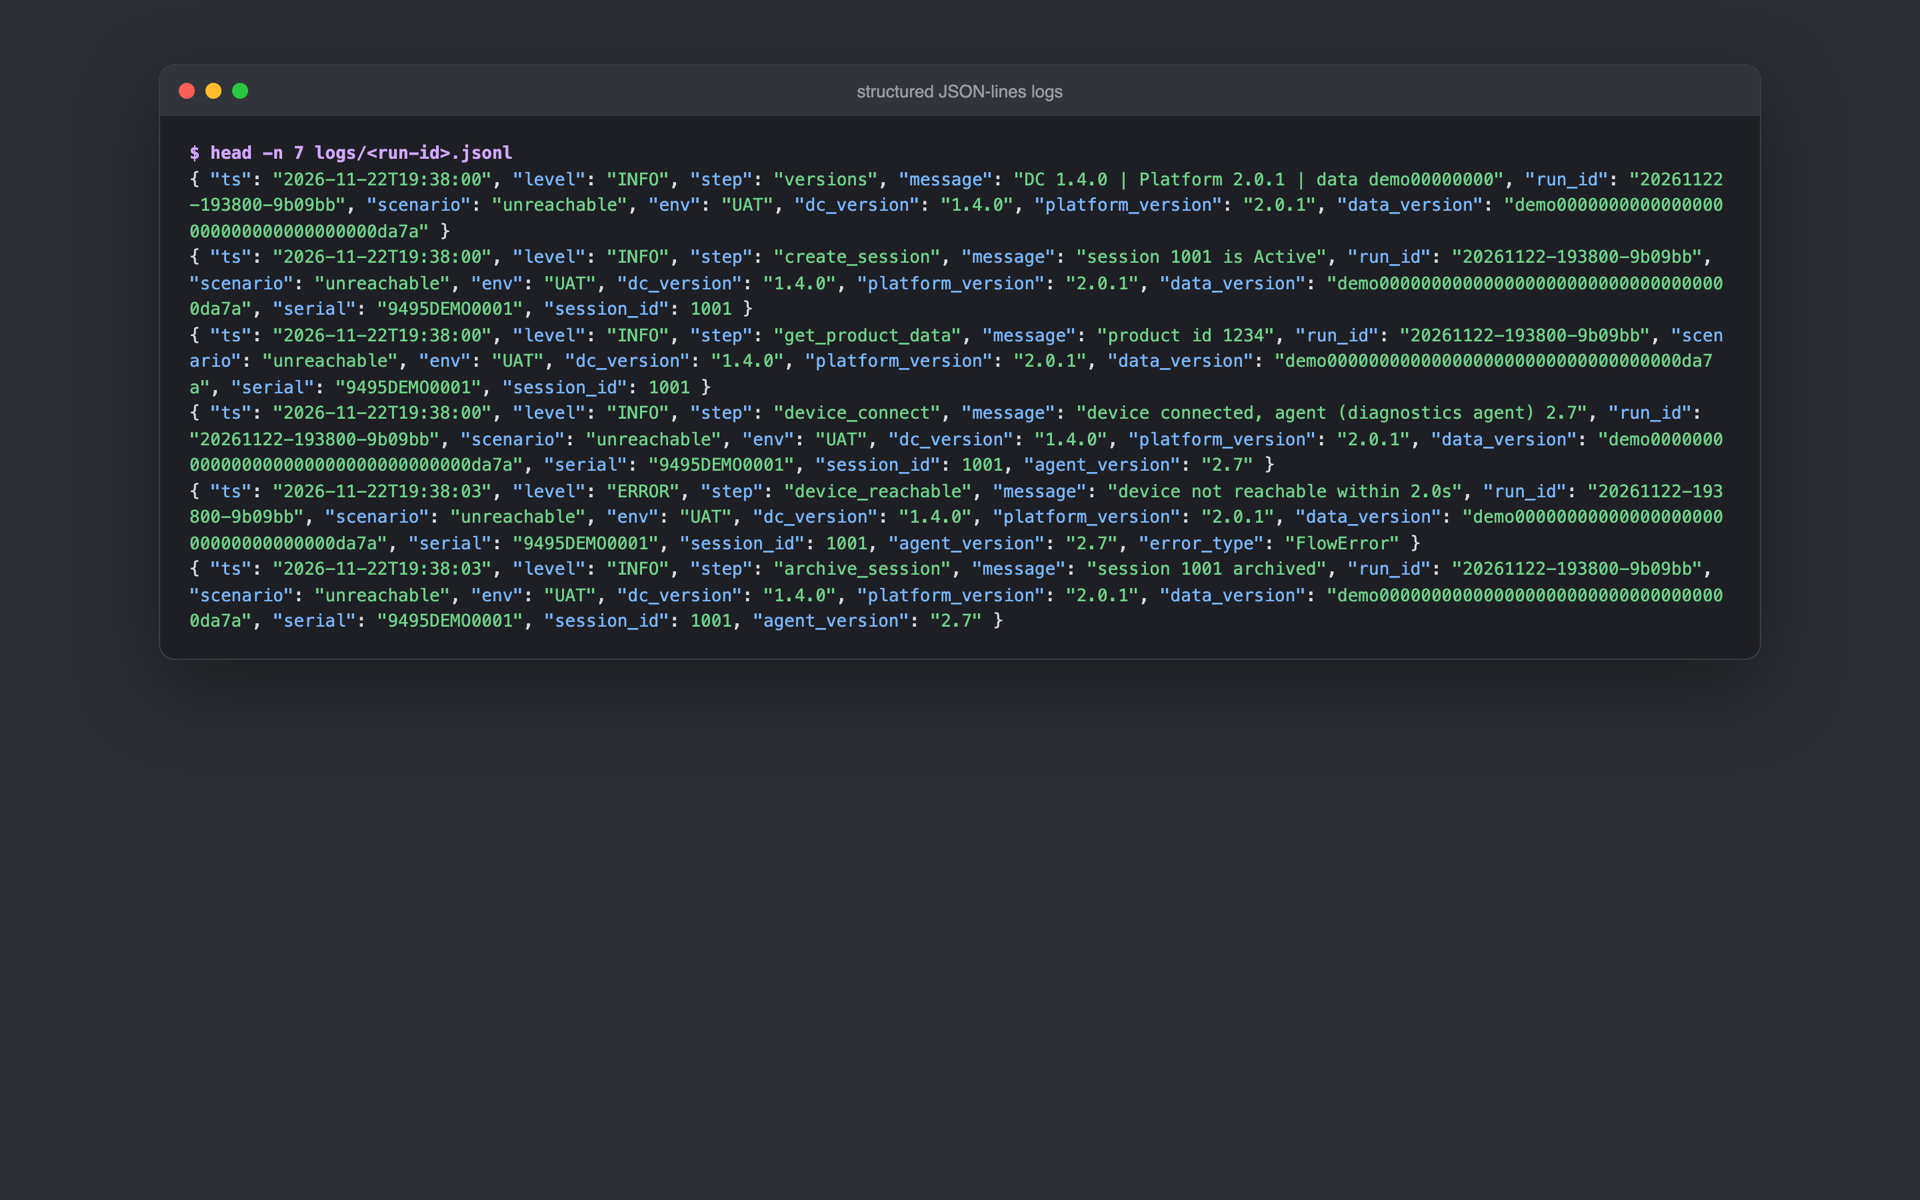 structured JSON-lines logs
$ head -n 7 logs/<run-id>.jsonl
{ "ts": "2026-11-22T19:38:00", "level": "INFO", "step": "versions", "message": "DC 1.4.0 | Platform 2.0.1 | data demo00000000", "run_id": "20261122
-193800-9b09bb", "scenario": "unreachable", "env": "UAT", "dc_version": "1.4.0", "platform_version": "2.0.1", "data_version": "demo0000000000000000
000000000000000000da7a" }
{ "ts": "2026-11-22T19:38:00", "level": "INFO", "step": "create_session", "message": "session 1001 is Active", "run_id": "20261122-193800-9b09bb",
"scenario": "unreachable", "env": "UAT", "dc_version": "1.4.0", "platform_version": "2.0.1", "data_version": "demo000000000000000000000000000000000
0da7a", "serial": "9495DEMO0001", "session_id": 1001 }
{ "ts": "2026-11-22T19:38:00", "level": "INFO", "step": "get_product_data", "message": "product id 1234", "run_id": "20261122-193800-9b09bb", "scen
ario": "unreachable", "env": "UAT", "dc_version": "1.4.0", "platform_version": "2.0.1", "data_version": "demo0000000000000000000000000000000000da7
a", "serial": "9495DEMO0001", "session_id": 1001 }
{ "ts": "2026-11-22T19:38:00", "level": "INFO", "step": "device_connect", "message": "device connected, agent (diagnostics agent) 2.7", "run_id":
"20261122-193800-9b09bb", "scenario": "unreachable", "env": "UAT", "dc_version": "1.4.0", "platform_version": "2.0.1", "data_version": "demo0000000
000000000000000000000000000da7a", "serial": "9495DEMO0001", "session_id": 1001, "agent_version": "2.7" }
{ "ts": "2026-11-22T19:38:03", "level": "ERROR", "step": "device_reachable", "message": "device not reachable within 2.0s", "run_id": "20261122-193
800-9b09bb", "scenario": "unreachable", "env": "UAT", "dc_version": "1.4.0", "platform_version": "2.0.1", "data_version": "demo00000000000000000000
00000000000000da7a", "serial": "9495DEMO0001", "session_id": 1001, "agent_version": "2.7", "error_type": "FlowError" }
{ "ts": "2026-11-22T19:38:03", "level": "INFO", "step": "archive_session", "message": "session 1001 archived", "run_id": "20261122-193800-9b09bb",
"scenario": "unreachable", "env": "UAT", "dc_version": "1.4.0", "platform_version": "2.0.1", "data_version": "demo000000000000000000000000000000000
0da7a", "serial": "9495DEMO0001", "session_id": 1001, "agent_version": "2.7" }